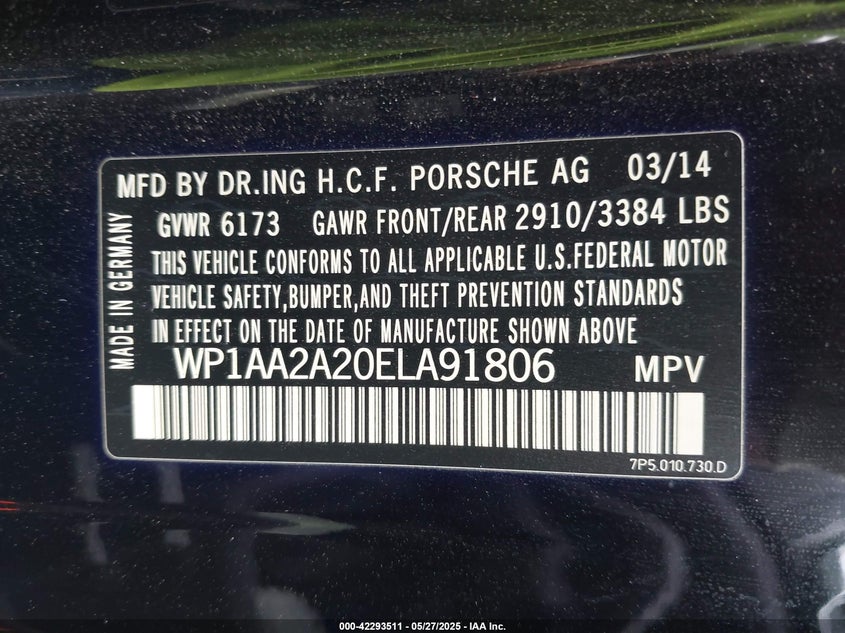 MFD BY DR.ING H.C.F. PORSCHE AG 03/14
GVWR 6173 GAWR FRONT/REAR 2910/3384 LBS
MADE IN GERMANY
THIS VEHICLE CONFORMS TO ALL APPLICABLE U.S.FEDERAL MOTOR
VEHICLE SAFETY,BUMPER,AND THEFT PREVENTION STANDARDS
IN EFFECT ON THE DATE OF MANUFACTURE SHOWN ABOVE
WP1AA2A20ELA91806 MPV
7P5.010.730.D
000-42293511 - 05/27/2025 - IAA Inc.